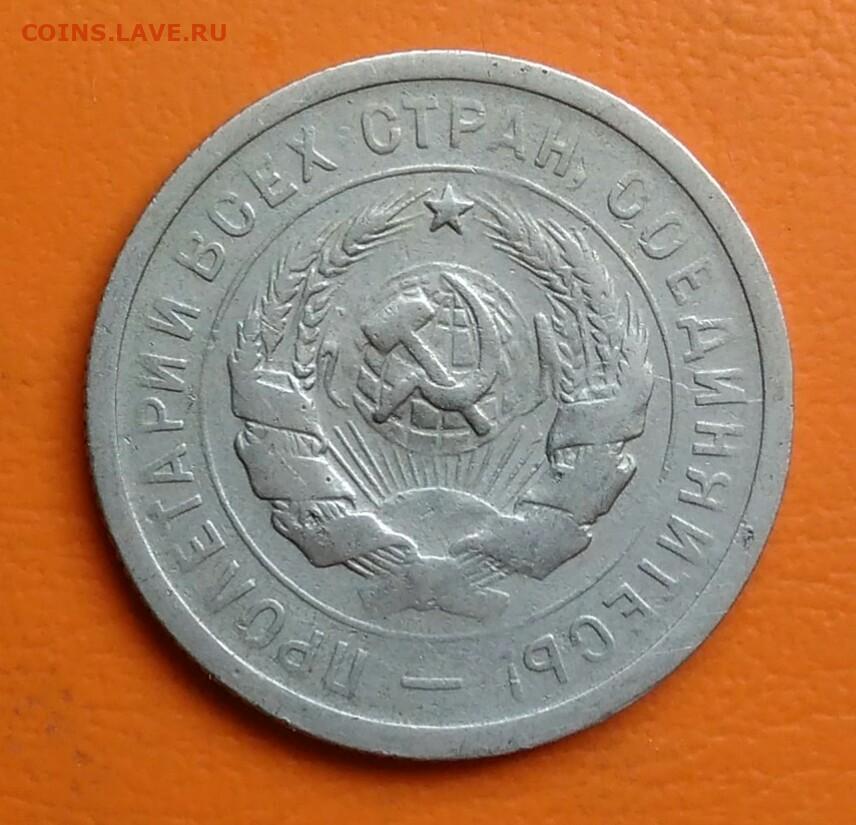 COINS.LAVE.RU
ПРОЛЕТАРИИ ВСЕХ СТРАН, СОЕДИНЯЙТЕСЬ! —